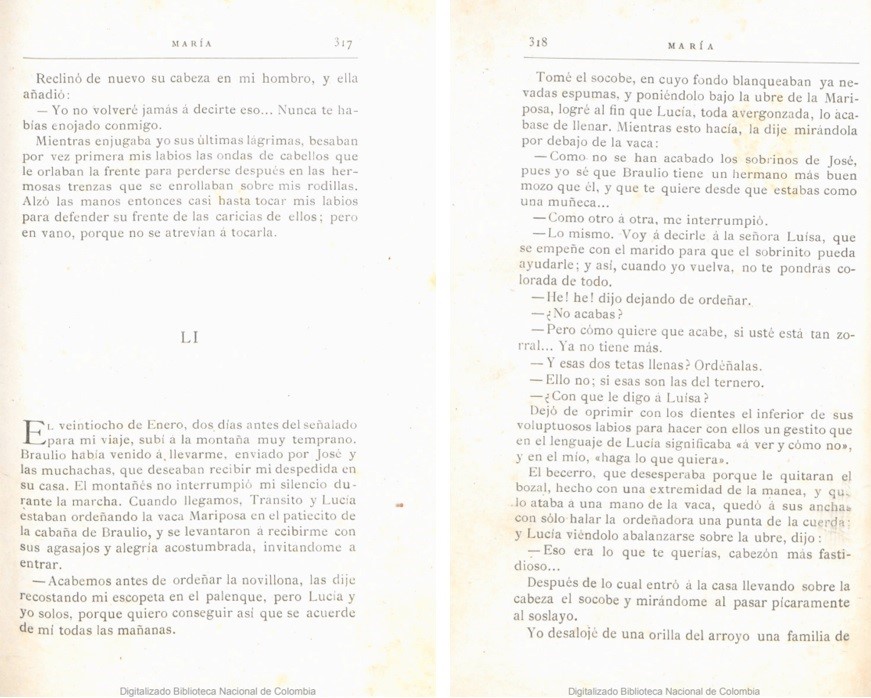 MARÍA 317
Reclinó de nuevo su cabeza en mi hombro, y ella
añadió:
— Yo no volveré jamás á decirte eso... Nunca te ha-
bías enojado conmigo.
Mientras enjugaba yo sus últimas lágrimas, besaban
por vez primera mis labios las ondas de cabellos que
le orlaban la frente para perderse después en las her-
mosas trenzas que se enrollaban sobre mis rodillas.
Alzó las manos entonces casi hasta tocar mis labios
para defender su frente de las caricias de ellos; pero
en vano, porque no se atrevían á tocarla.
LI
EL veintiocho de Enero, dos días antes del señalado
para mi viaje, subí á la montaña muy temprano.
Braulio había venido á llevarme, enviado por José y
las muchachas, que deseaban recibir mi despedida en
su casa. El montañés no interrumpió mi silencio du-
rante la marcha. Cuando llegamos, Transito y Lucía
estaban ordeñando la vaca Mariposa en el patiecito de
la cabaña de Braulio, y se levantaron á recibirme con
sus agasajos y alegría acostumbrada, invitándome a
entrar.
— Acabemos antes de ordeñar la novillona, las dije
recostando mi escopeta en el palenque, pero Lucía y
yo solos, porque quiero conseguir así que se acuerde
de mí todas las mañanas.
Digitalizado Biblioteca Nacional de Colombia
318 MARÍA
Tomé el socobe, en cuyo fondo blanqueaban ya ne-
vadas espumas, y poniéndolo bajo la ubre de la Mari-
posa, logré al fin que Lucía, toda avergonzada, lo aca-
base de llenar. Mientras esto hacía, la dije mirándola
por debajo de la vaca:
— Como no se han acabado los sobrinos de José,
pues yo sé que Braulio tiene un hermano más buen
mozo que él, y que te quiere desde que estabas como
una muñeca...
— Como otro á otra, me interrumpió.
— Lo mismo. Voy á decirle á la señora Luísa, que
se empeñe con el marido para que el sobrinito pueda
ayudarle; y así, cuando yo vuelva, no te pondrás co-
lorada de todo.
— He! he! dijo dejando de ordeñar.
— ¿No acabas?
— Pero cómo quiere que acabe, si usté está tan zo-
rral... Ya no tiene más.
— Y esas dos tetas llenas? Ordéñalas.
— Ello no; si esas son las del ternero.
— ¿Con que le digo á Luísa?
Dejó de oprimir con los dientes el inferior de sus
voluptuosos labios para hacer con ellos un gestito que
en el lenguaje de Lucía significaba «á ver y cómo no»,
y en el mío, «haga lo que quiera».
El becerro, que desesperaba porque le quitaran el
bozal, hecho con una extremidad de la manea, y qu
lo ataba a una mano de la vaca, quedó á sus anchas
con sólo halar la ordeñadora una punta de la cuerda;
y Lucía viéndolo abalanzarse sobre la ubre, dijo:
— Eso era lo que te querías, cabezón más fasti-
dioso...
Después de lo cual entró á la casa llevando sobre la
cabeza el socobe y mirándome al pasar pícaramente
al soslayo.
Yo desalojé de una orilla del arroyo una familia de
Digitalizado Biblioteca Nacional de Colombia